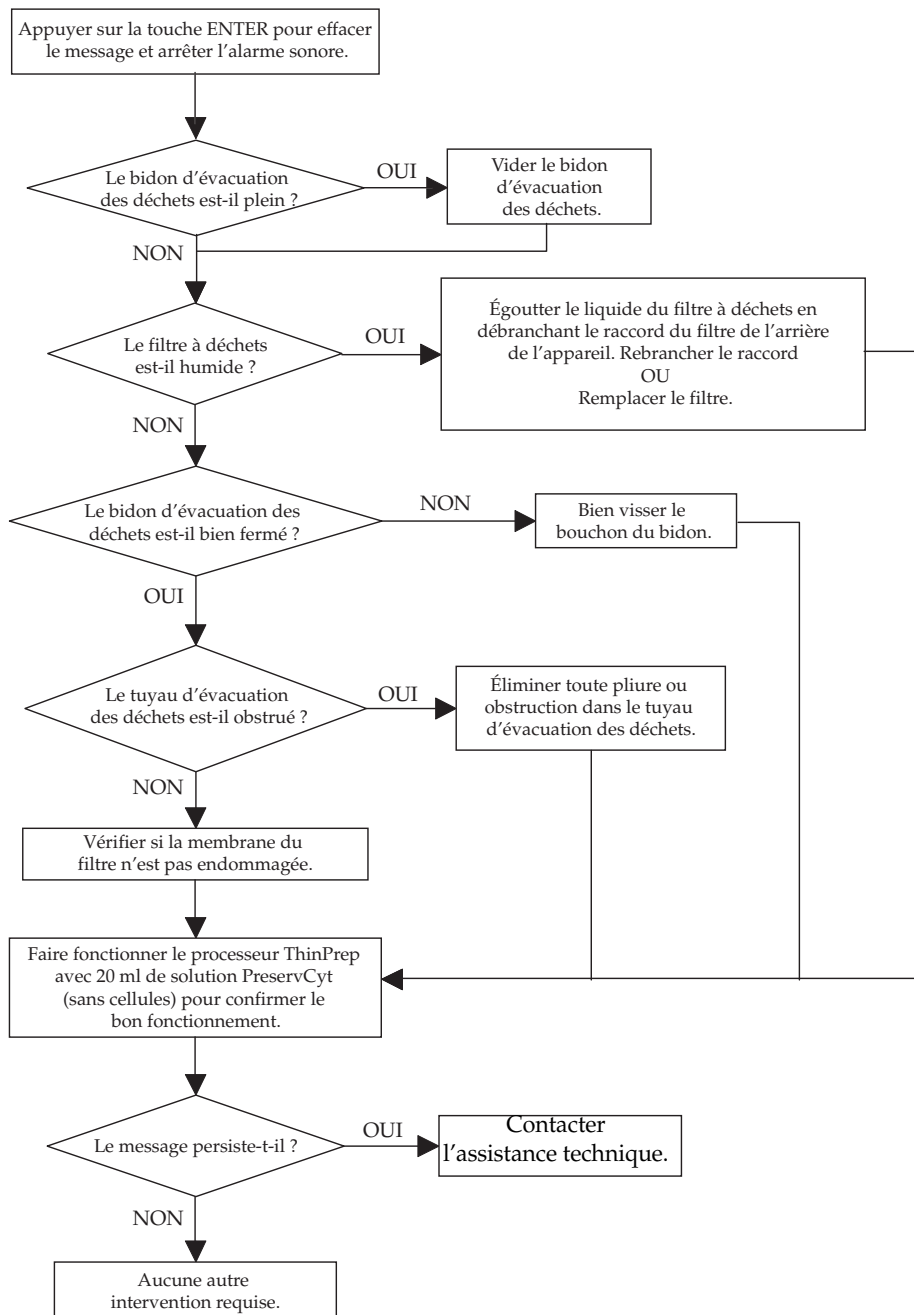 Appuyer sur la touche ENTER pour effacer
le message et arrêter l'alarme sonore.
Le bidon d'évacuation
des déchets est-il plein ?
OUI
Vider le bidon
d'évacuation
des déchets.
NON
Le filtre à déchets
est-il humide ?
OUI
Égoutter le liquide du filtre à déchets en
débranchant le raccord du filtre de l'arrière
de l'appareil. Rebrancher le raccord
OU
Remplacer le filtre.
NON
Le bidon d'évacuation des
déchets est-il bien fermé ?
NON
Bien visser le
bouchon du bidon.
OUI
Le tuyau d'évacuation
des déchets est-il obstrué ?
OUI
Éliminer toute pliure ou
obstruction dans le tuyau
d'évacuation des déchets.
NON
Vérifier si la membrane du
filtre n'est pas endommagée.
Faire fonctionner le processeur ThinPrep
avec 20 ml de solution PreservCyt
(sans cellules) pour confirmer le
bon fonctionnement.
Le message persiste-t-il ?
OUI
Contacter
l'assistance technique.
NON
Aucune autre
intervention requise.